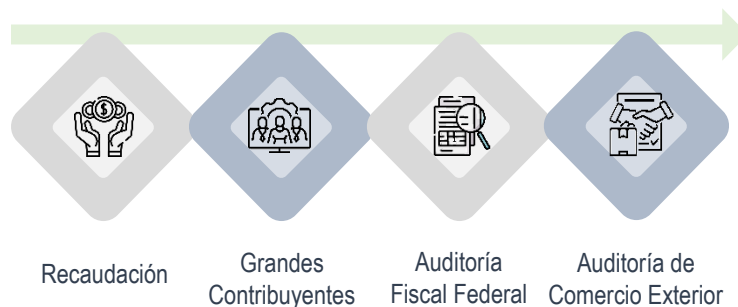 Recaudación
Grandes
Contribuyentes
Auditoría
Fiscal Federal
Auditoría de
Comercio Exterior